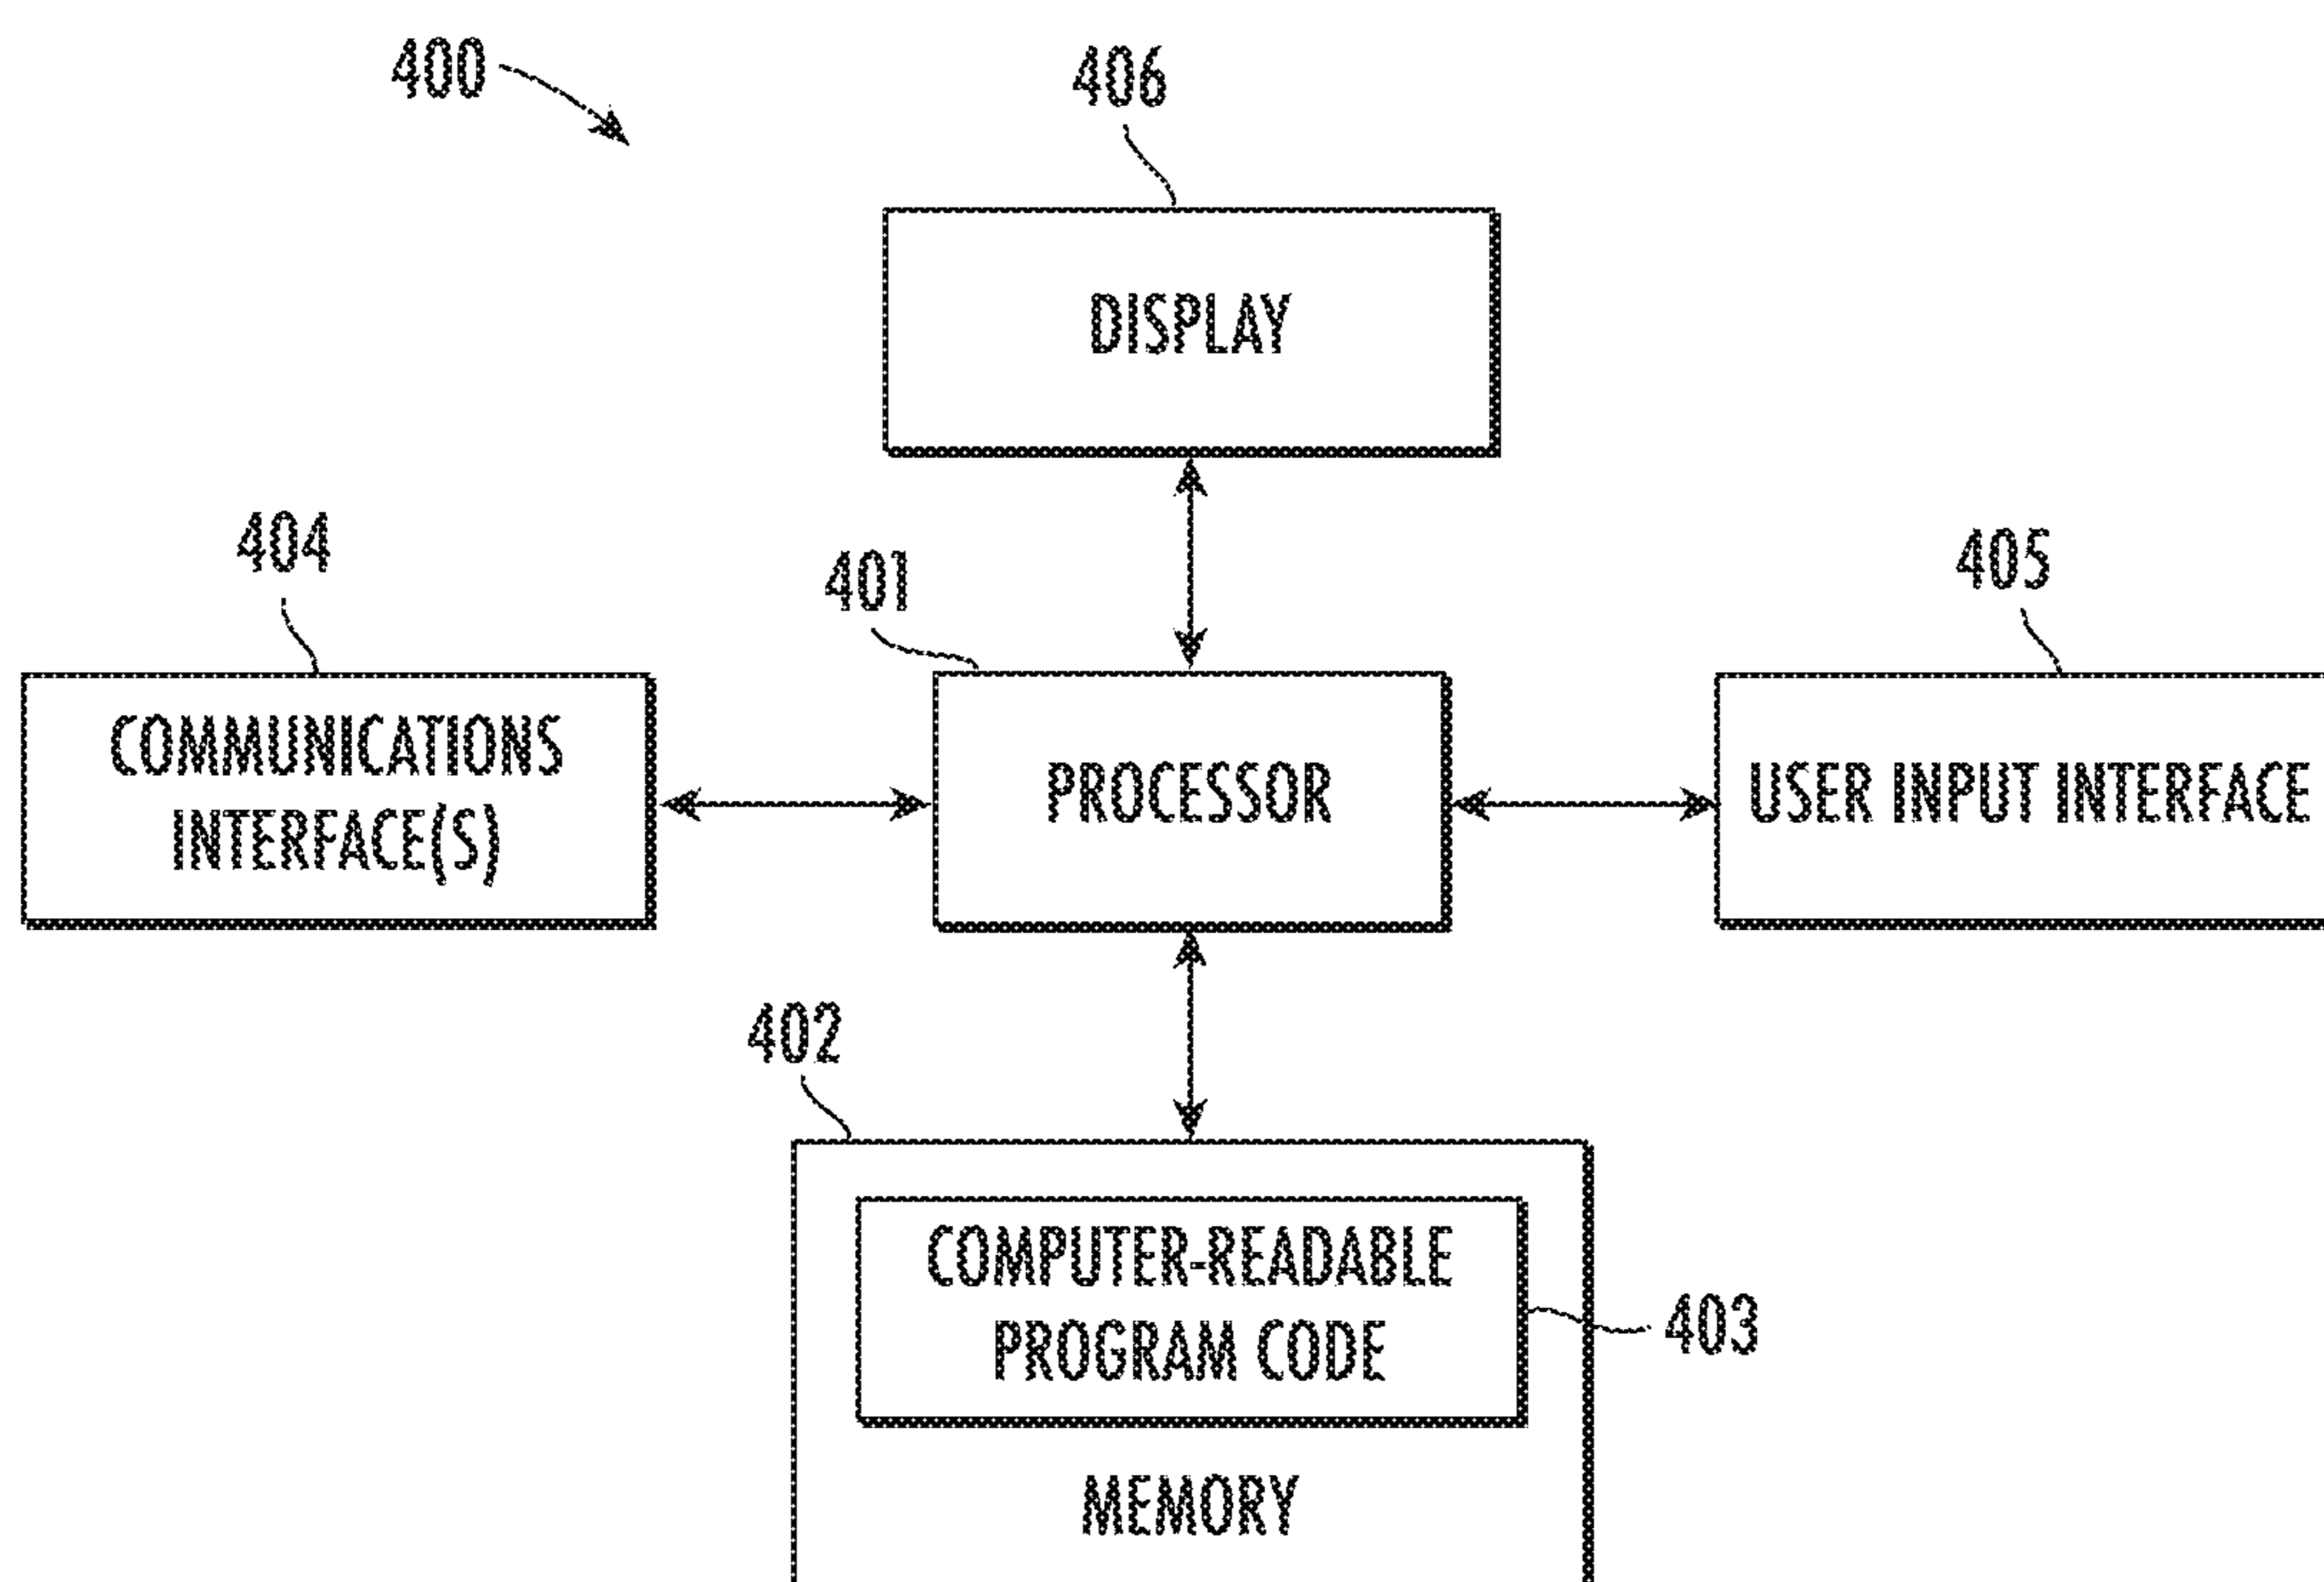 400
406
DISPLAY
404
401
405
COMMUNICATIONS
INTERFACE(S)
PROCESSOR
USER INPUT INTERFACE
402
COMPUTER-READABLE
PROGRAM CODE
403
MEMORY